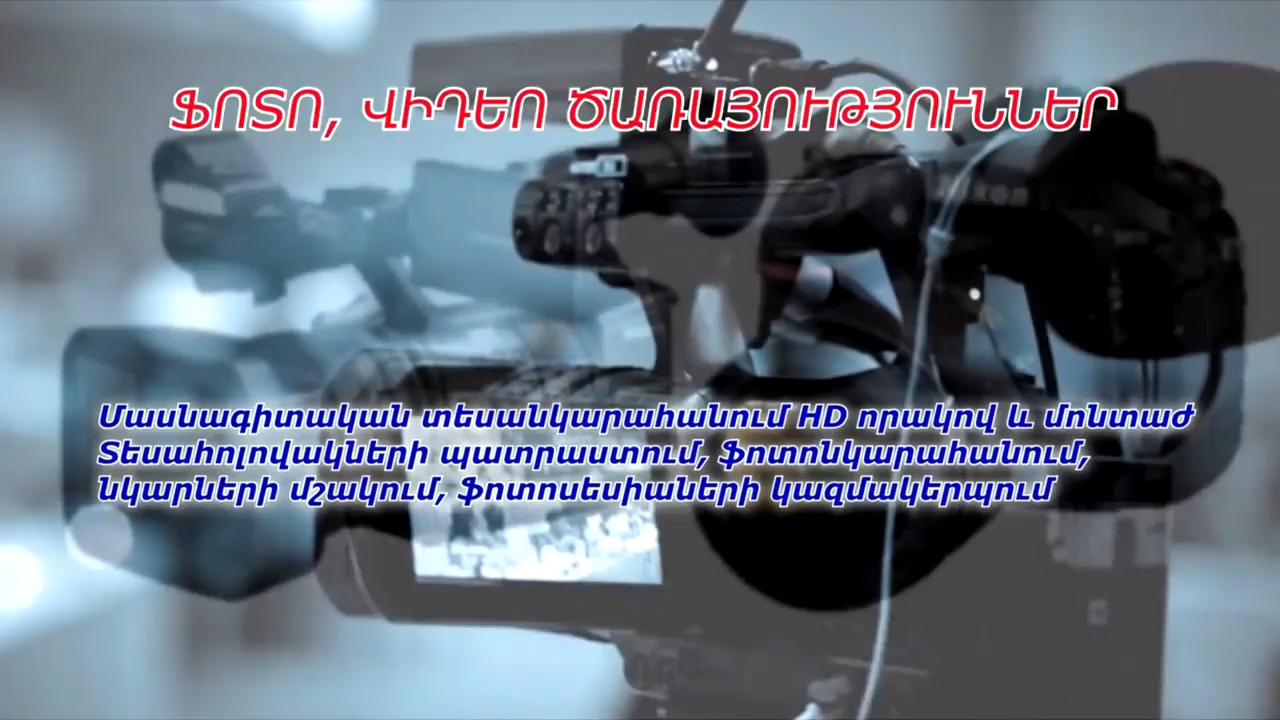 ՖՈՏՈ, ՎԻԴԵՈ ԾԱՌԱՅՈՒԹՅՈՒՆՆԵՐ
Մասնագիտական տեսանկարահանում HD որակով և մոնտաժ
Տեսահոլովակների պատրաստում, ֆոտոնկարահանում,
նկարների մշակում, ֆոտոսեսիաների կազմակերպում